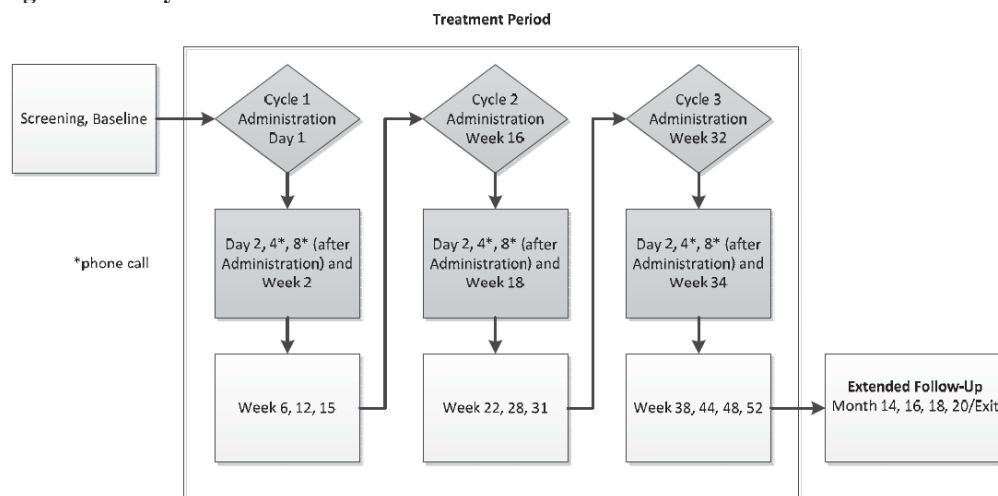 Treatment Period
Screening, Baseline
Cycle 1
Administration
Day 1
Cycle 2
Administration
Week 16
Cycle 3
Administration
Week 32
Day 2, 4*, 8* (after
Administration) and
Week 2
Day 2, 4*, 8* (after
Administration) and
Week 18
Day 2, 4*, 8* (after
Administration) and
Week 34
*phone call
Week 6, 12, 15
Week 22, 28, 31
Week 38, 44, 48, 52
Extended Follow-Up
Month 14, 16, 18, 20/Exit